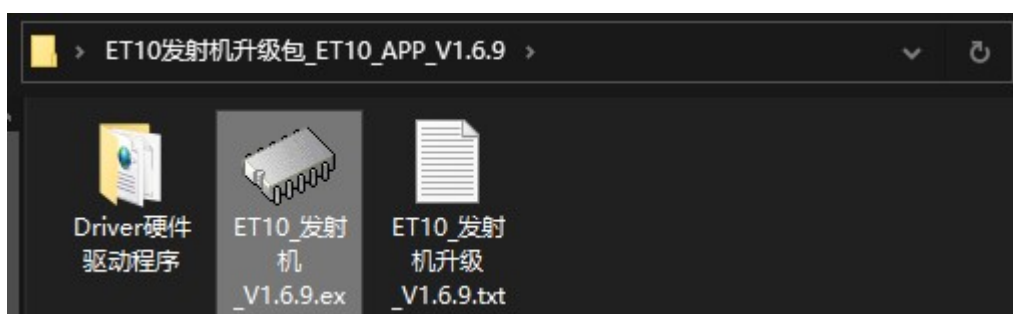 ET10发射机升级包_ET10_APP_V1.6.9
Driver硬件
驱动程序
ET10_发射
机
_V1.6.9.ex
ET10_发射
机升级
_V1.6.9.txt